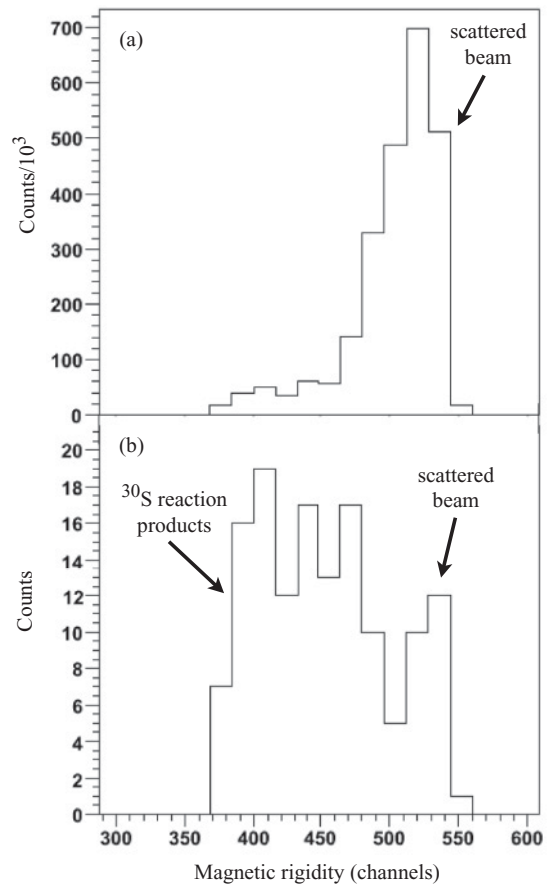 (a)
scattered
beam
Counts/10³
700
600
500
400
300
200
100
0
(b)
³⁰S reaction
products
scattered
beam
Counts
20
18
16
14
12
10
8
6
4
2
0
300 350 400 450 500 550 600
Magnetic rigidity (channels)